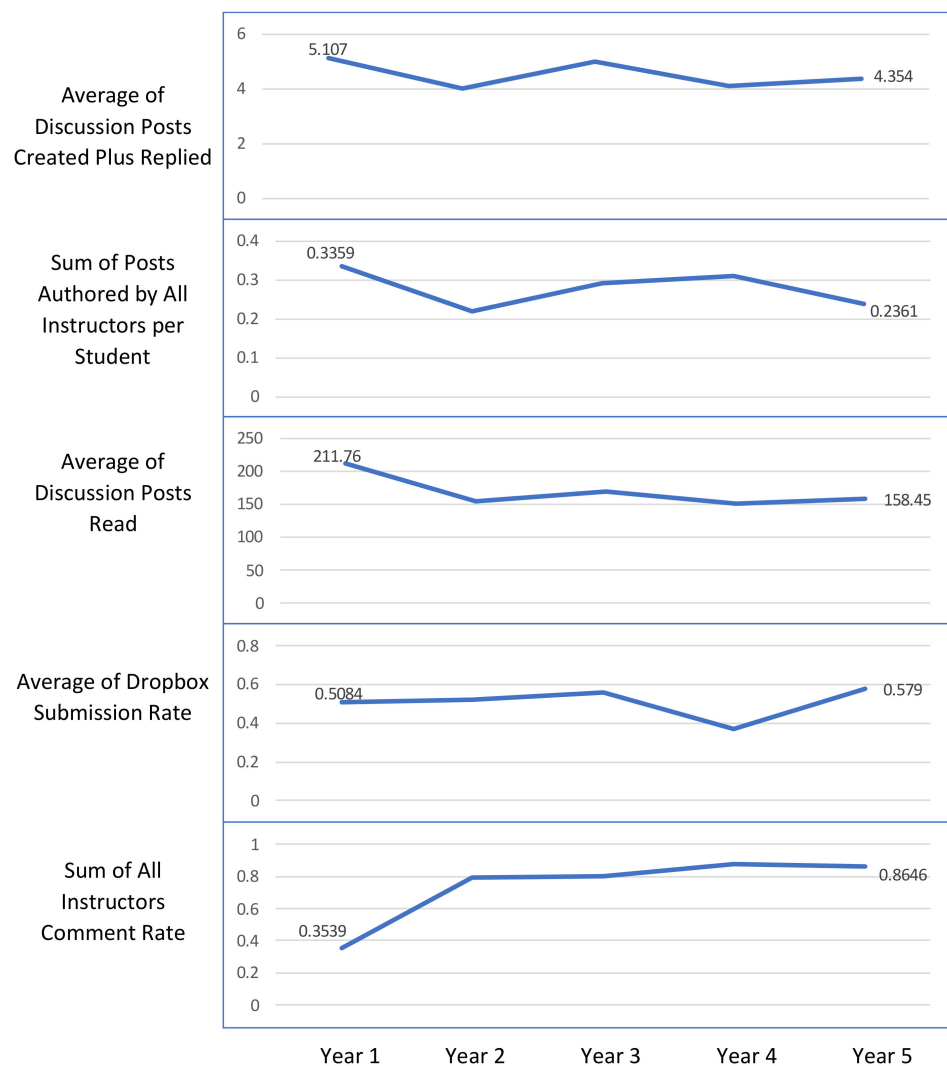 Average of
Discussion Posts
Created Plus Replied
6
4
2
0
5.107
4.354
Sum of Posts
Authored by All
Instructors per
Student
0.4
0.3
0.2
0.1
0
0.3359
0.2361
Average of
Discussion Posts
Read
250
200
150
100
50
0
211.76
158.45
Average of Dropbox
Submission Rate
0.8
0.6
0.4
0.2
0
0.5084
0.579
Sum of All
Instructors
Comment Rate
1
0.8
0.6
0.4
0.2
0
0.3539
0.8646
Year 1 Year 2 Year 3 Year 4 Year 5